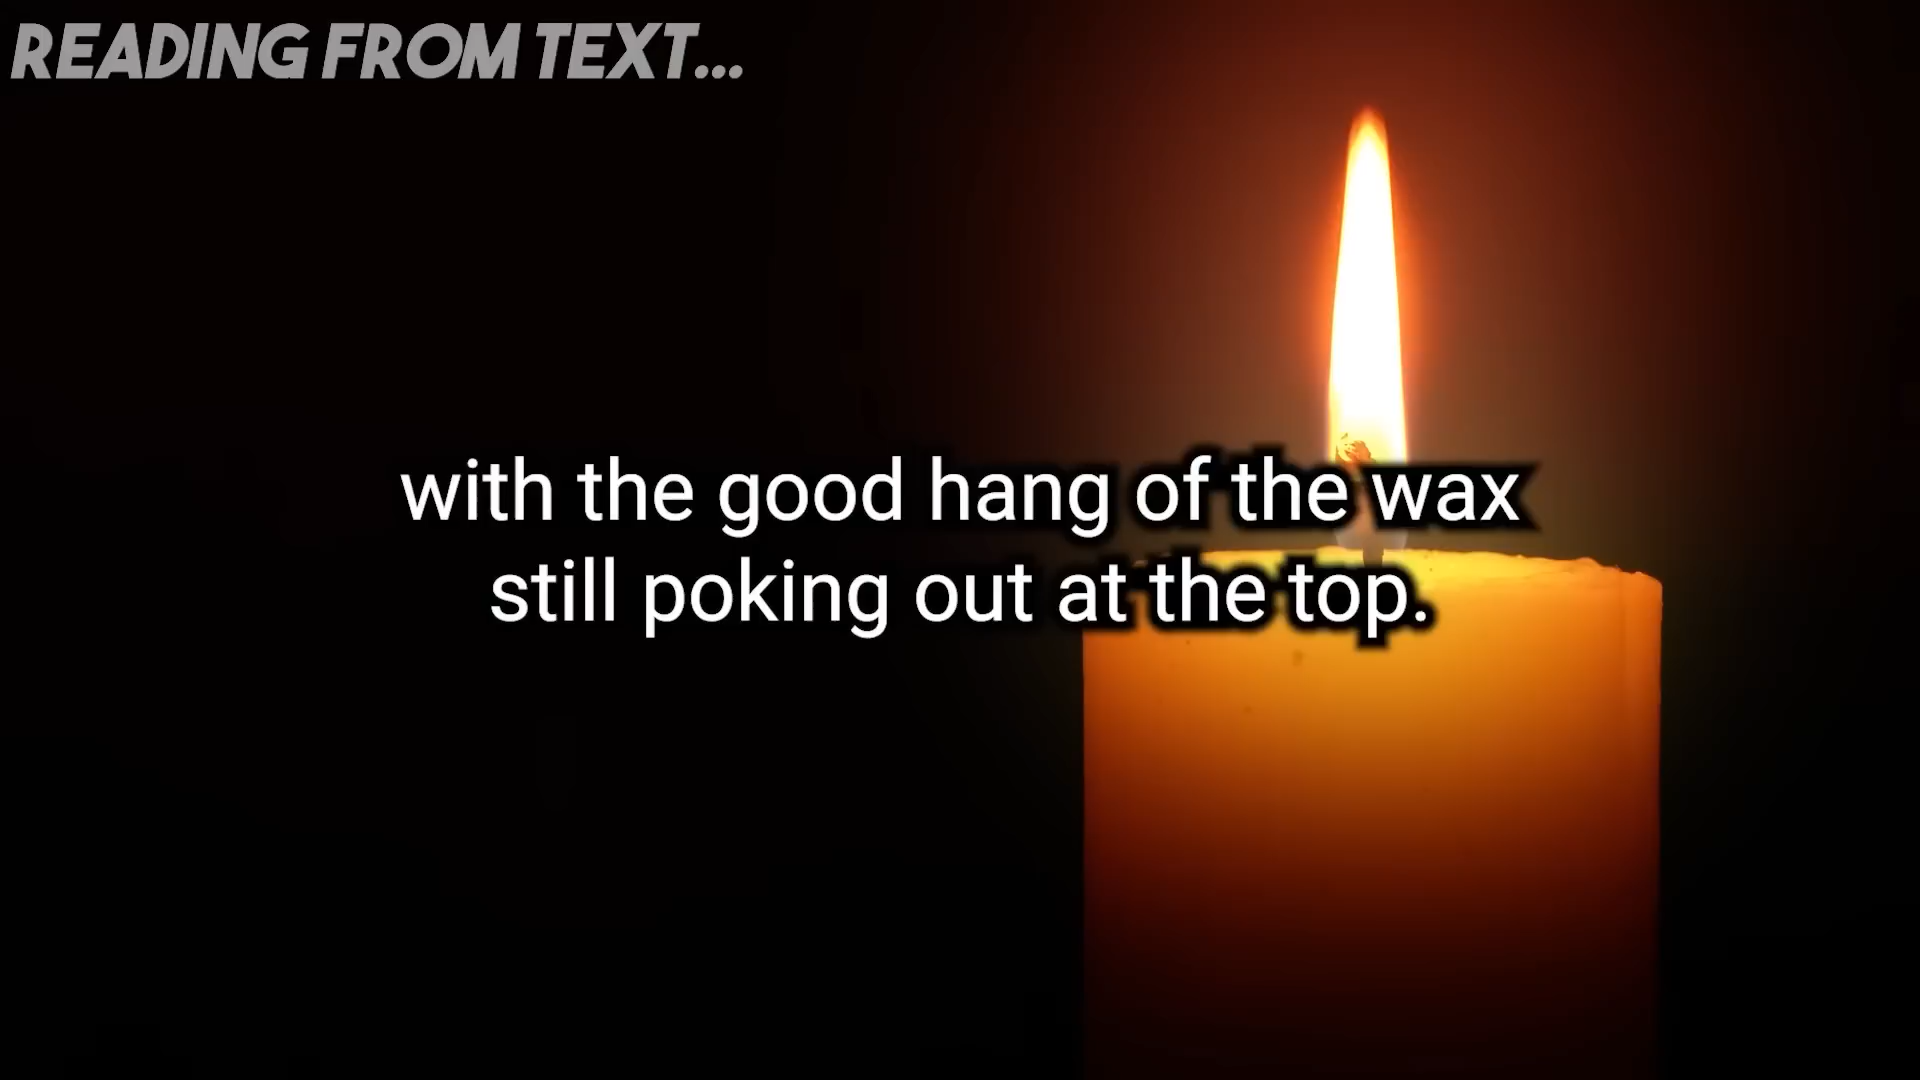 READING FROM TEXT...
with the good hang of the wax
still poking out at the top.